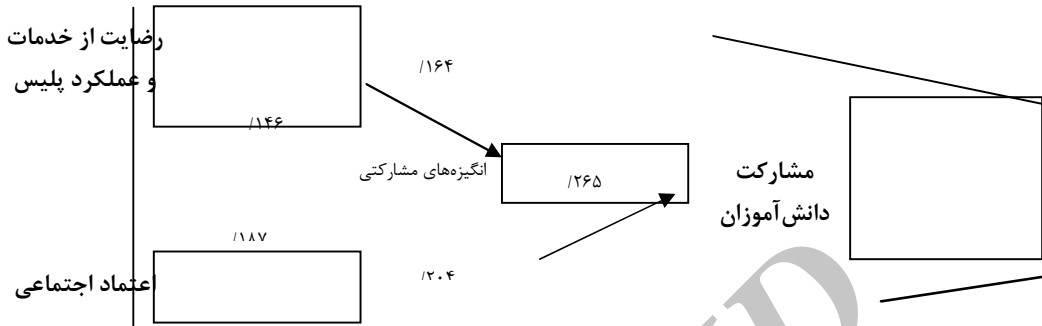 رضایت از خدمات
و عملکرد پلیس
/۱۶۴
/۱۴۶
انگیزه‌های مشارکتی
/۲۶۵
مشارکت
دانش‌آموزان
/۱۸۷
/۲۰۴
اعتماد اجتماعی